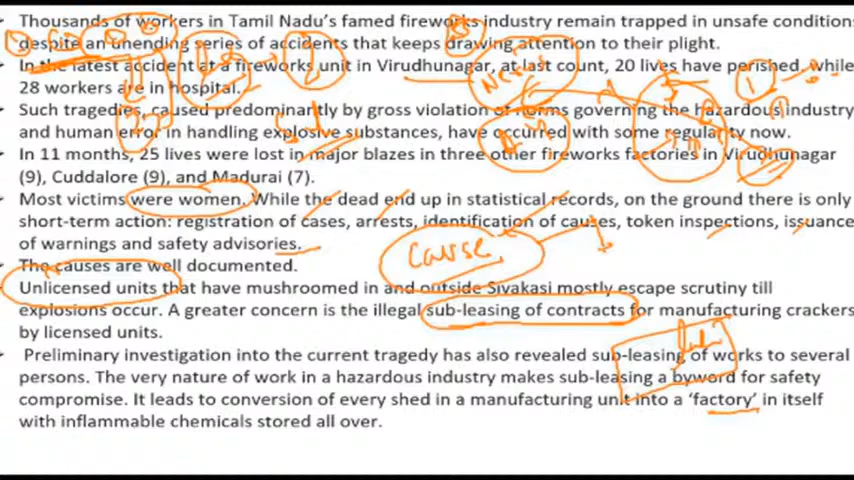 Thousands of workers in Tamil Nadu's famed fireworks industry remain trapped in unsafe conditions
despite an unending series of accidents that keeps drawing attention to their plight.
In the latest accident at a fireworks unit in Virudhunagar, at last count, 20 lives have perished, while
28 workers are in hospital.
Such tragedies, caused predominantly by gross violation of norms governing the hazardous industry
and human error in handling explosive substances, have occurred with some regularity now.
In 11 months, 25 lives were lost in major blazes in three other fireworks factories in Virudhunagar
(9), Cuddalore (9), and Madurai (7).
Most victims were women. While the dead end up in statistical records, on the ground there is only
short-term action: registration of cases, arrests, identification of causes, token inspections, issuance
of warnings and safety advisories.
Cause
The causes are well documented.
Unlicensed units that have mushroomed in and outside Sivakasi mostly escape scrutiny till
explosions occur. A greater concern is the illegal sub-leasing of contracts for manufacturing crackers
by licensed units.
Preliminary investigation into the current tragedy has also revealed sub-leasing of works to several
persons. The very nature of work in a hazardous industry makes sub-leasing a byword for safety
compromise. It leads to conversion of every shed in a manufacturing unit into a 'factory' in itself
with inflammable chemicals stored all over.